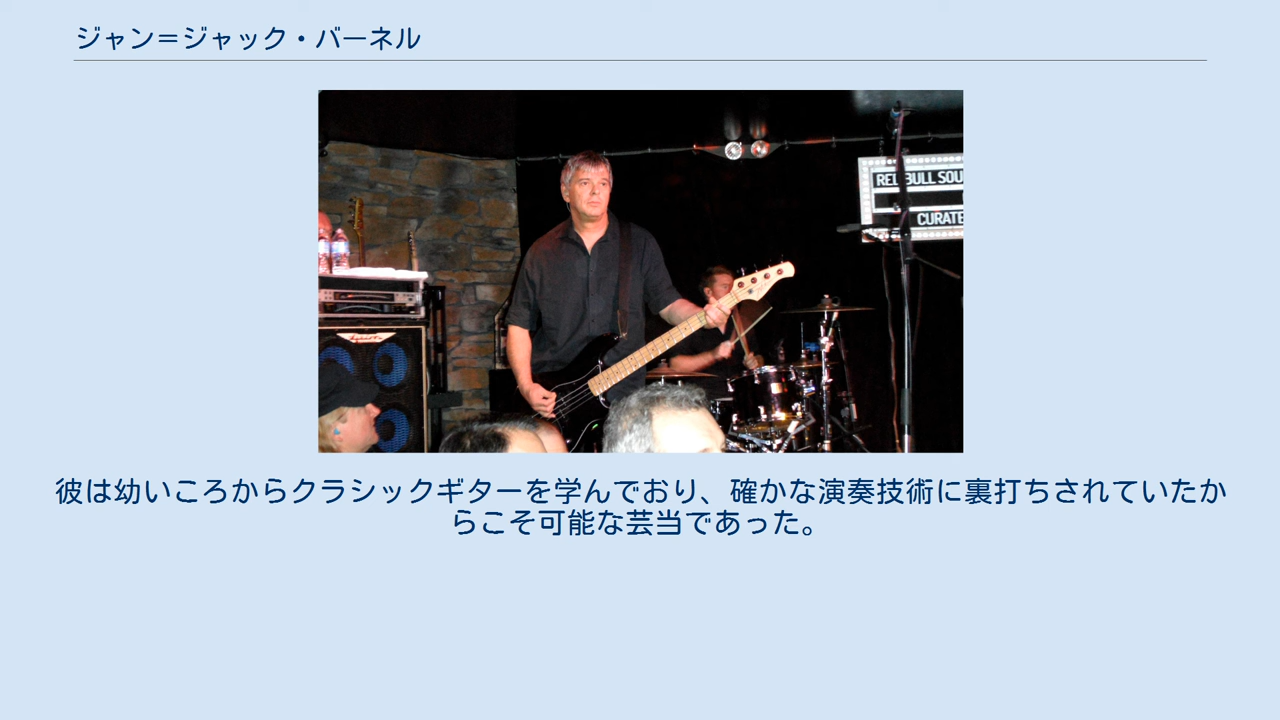 ジャン＝ジャック・バーネル
RED BULL SOU
CURATE
彼は幼いころからクラシックギターを学んでおり、確かな演奏技術に裏打ちされていたか
らこそ可能な芸当であった。